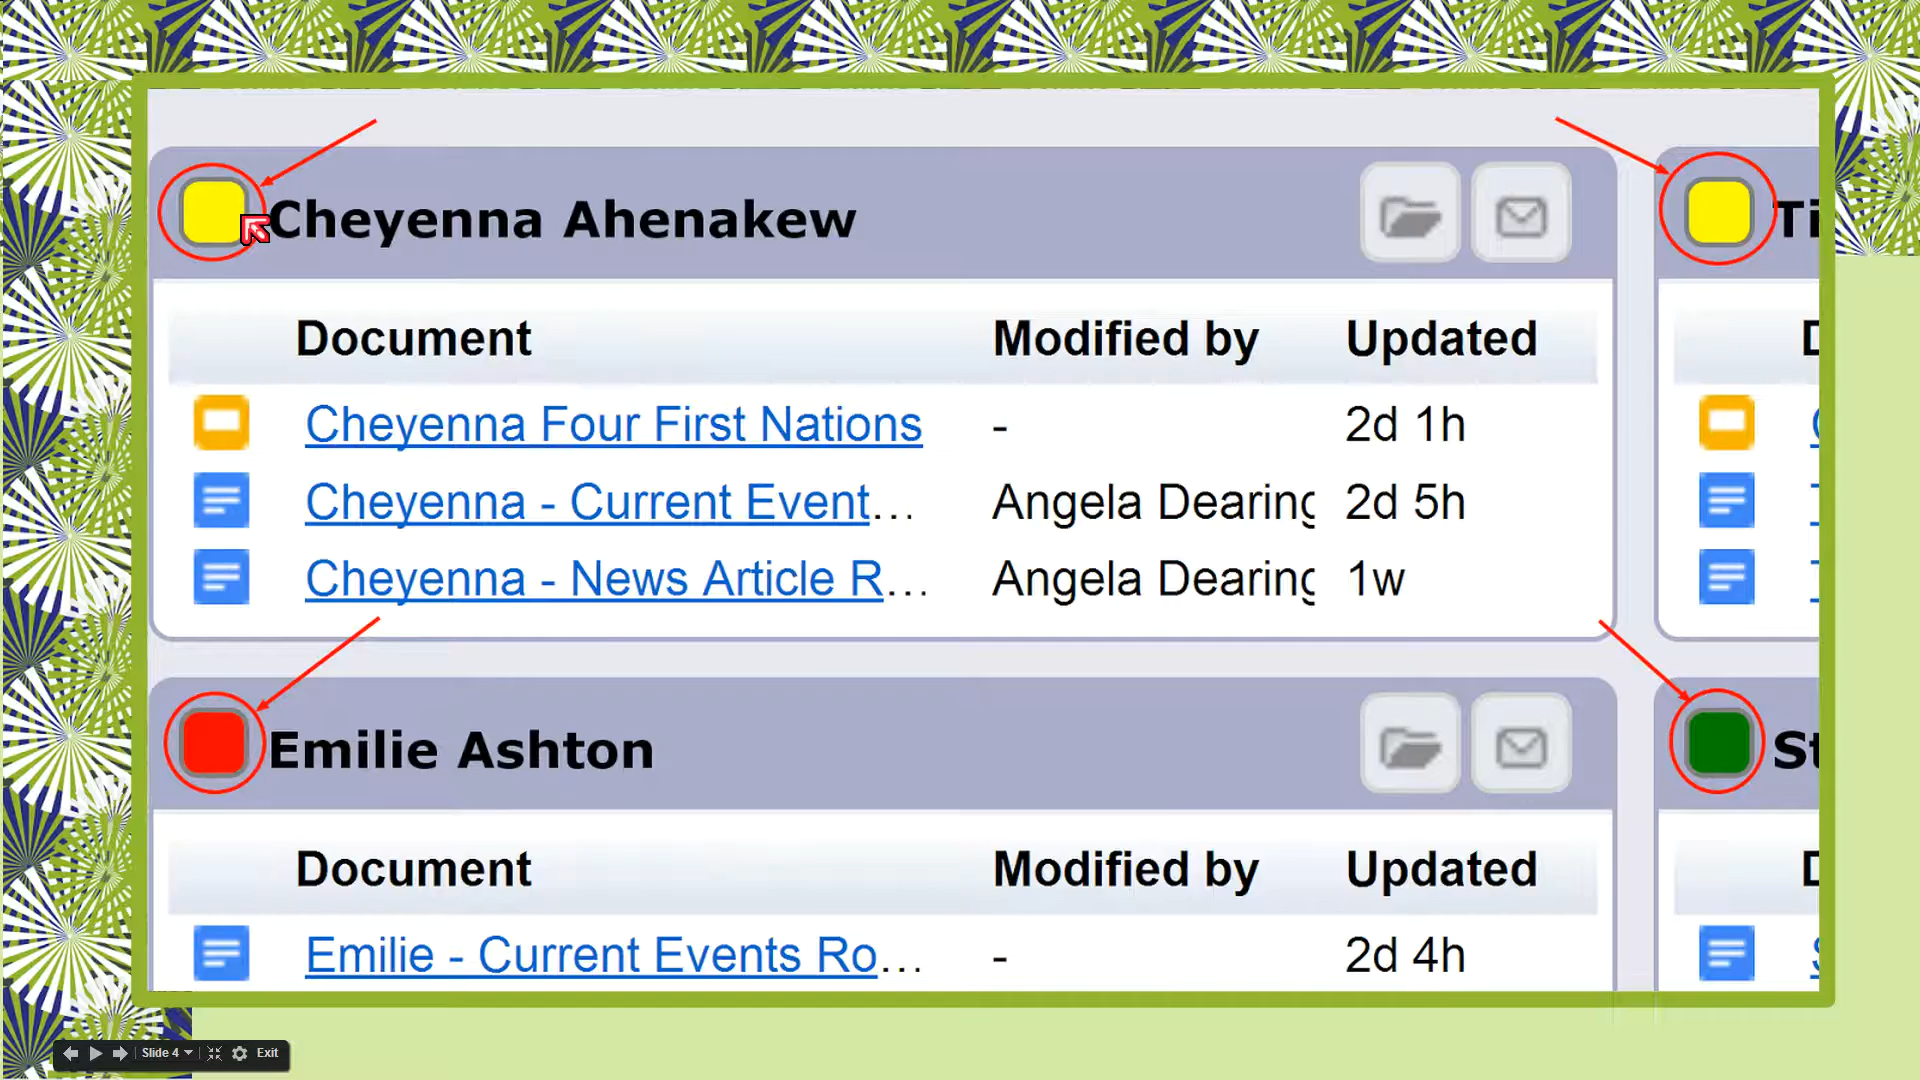 Cheyenna Ahenakew
Ti
Document Modified by Updated
Cheyenna Four First Nations - 2d 1h
Cheyenna - Current Event... Angela Dearing 2d 5h
Cheyenna - News Article R... Angela Dearing 1w
Emilie Ashton
St
Document Modified by Updated
Emilie - Current Events Ro... - 2d 4h
Slide 4 Exit